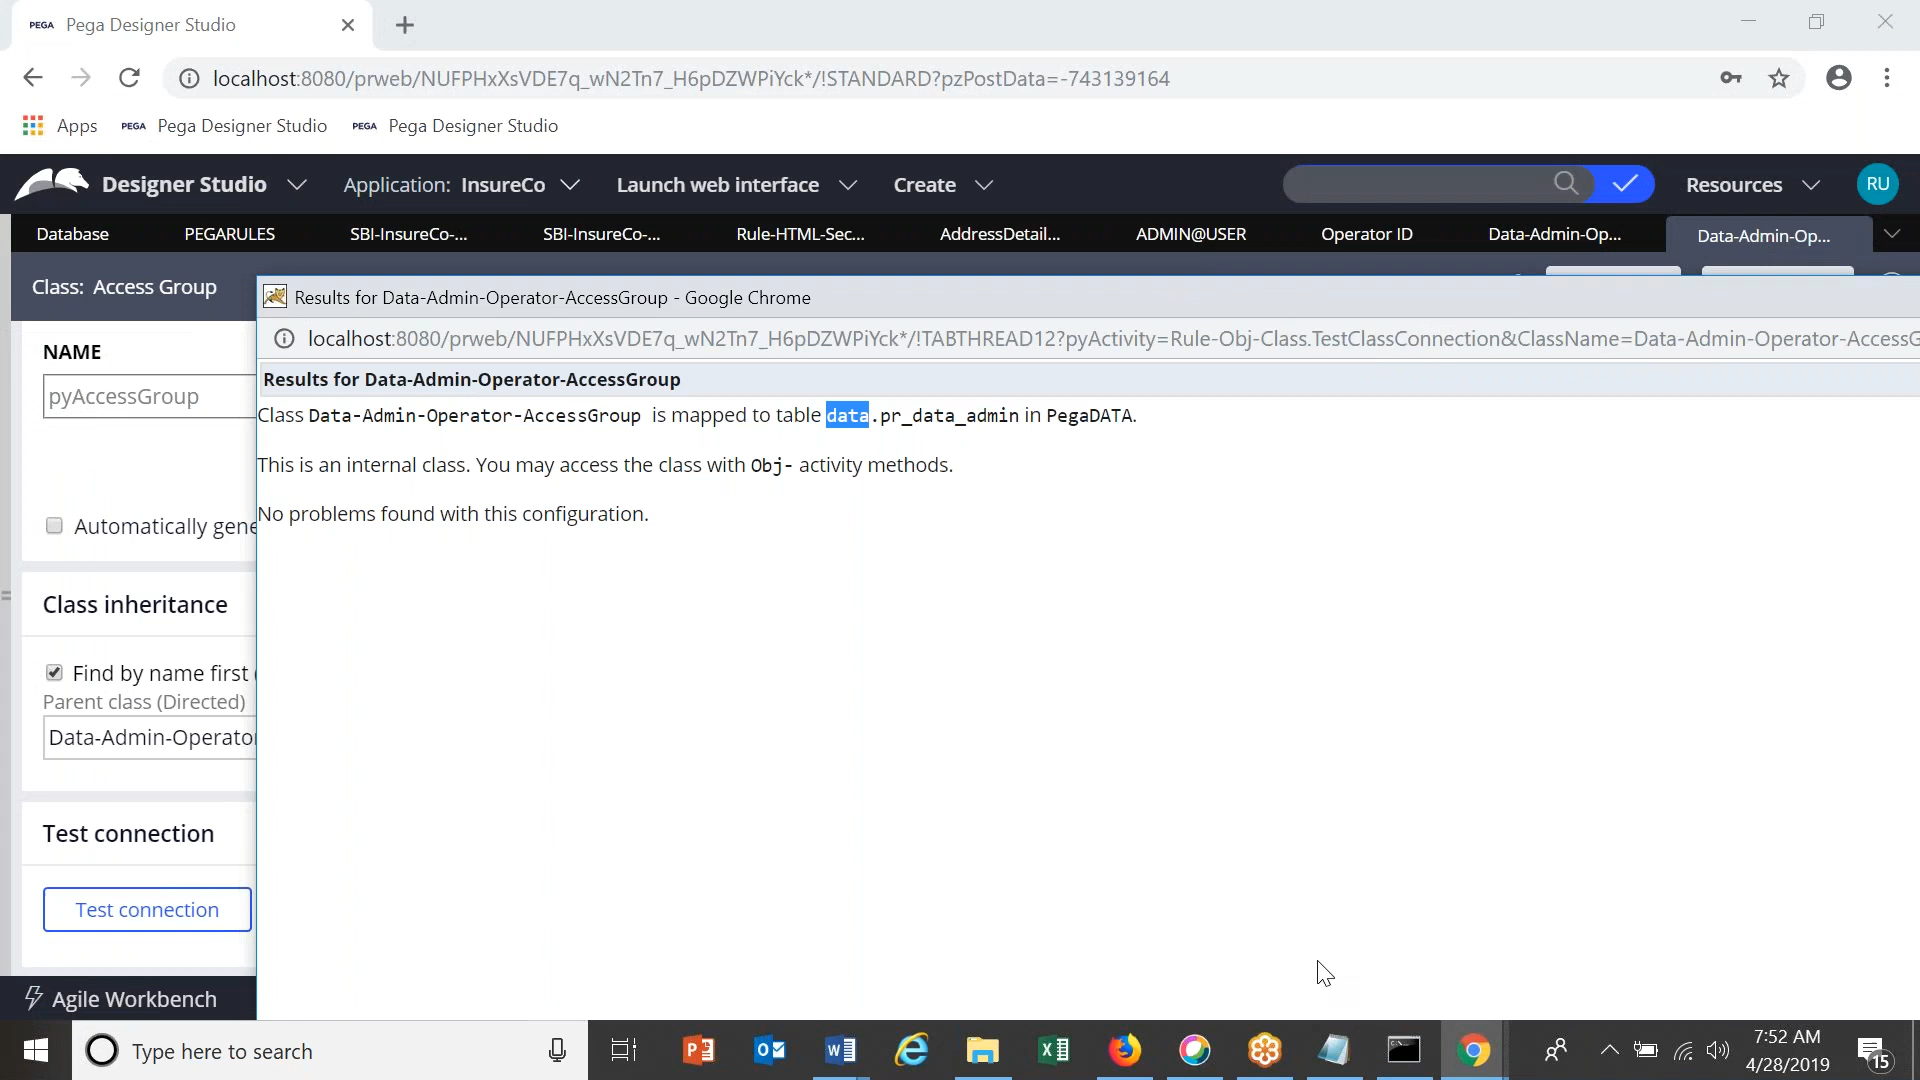 PEGA Pega Designer Studio
localhost:8080/prweb/NUFPHxXsVDE7q_wN2Tn7_H6pDZWPiYck*/!STANDARD?pzPostData=-743139164
Apps PEGA Pega Designer Studio PEGA Pega Designer Studio
Designer Studio Application: InsureCo Launch web interface Create Resources RU
Database PEGARULES SBI-InsureCo-... SBI-InsureCo-... Rule-HTML-Sec... AddressDetail... ADMIN@USER Operator ID Data-Admin-Op... Data-Admin-Op...
Class: Access Group
Results for Data-Admin-Operator-AccessGroup - Google Chrome
localhost:8080/prweb/NUFPHxXsVDE7q_wN2Tn7_H6pDZWPiYck*/!TABTHREAD12?pyActivity=Rule-Obj-Class.TestClassConnection&ClassName=Data-Admin-Operator-AccessG
NAME
pyAccessGroup
Results for Data-Admin-Operator-AccessGroup
Class Data-Admin-Operator-AccessGroup is mapped to table data.pr_data_admin in PegaDATA.
This is an internal class. You may access the class with Obj- activity methods.
No problems found with this configuration.
Automatically gene
Class inheritance
Find by name first (
Parent class (Directed)
Data-Admin-Operator
Test connection
Test connection
Agile Workbench
Type here to search
7:52 AM
4/28/2019
15